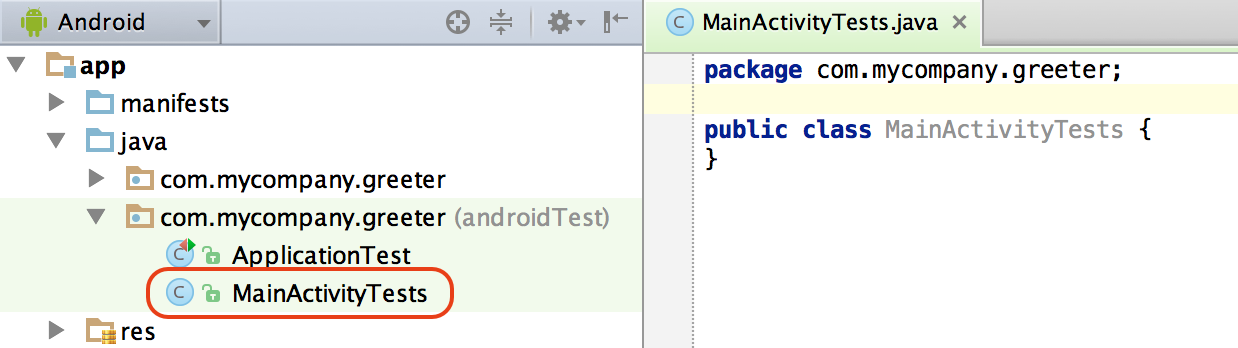 Android
app
manifests
java
com.mycompany.greeter
com.mycompany.greeter (androidTest)
C ApplicationTest
C MainActivityTests
res
C MainActivityTests.java ×
package com.mycompany.greeter;
public class MainActivityTests {
}